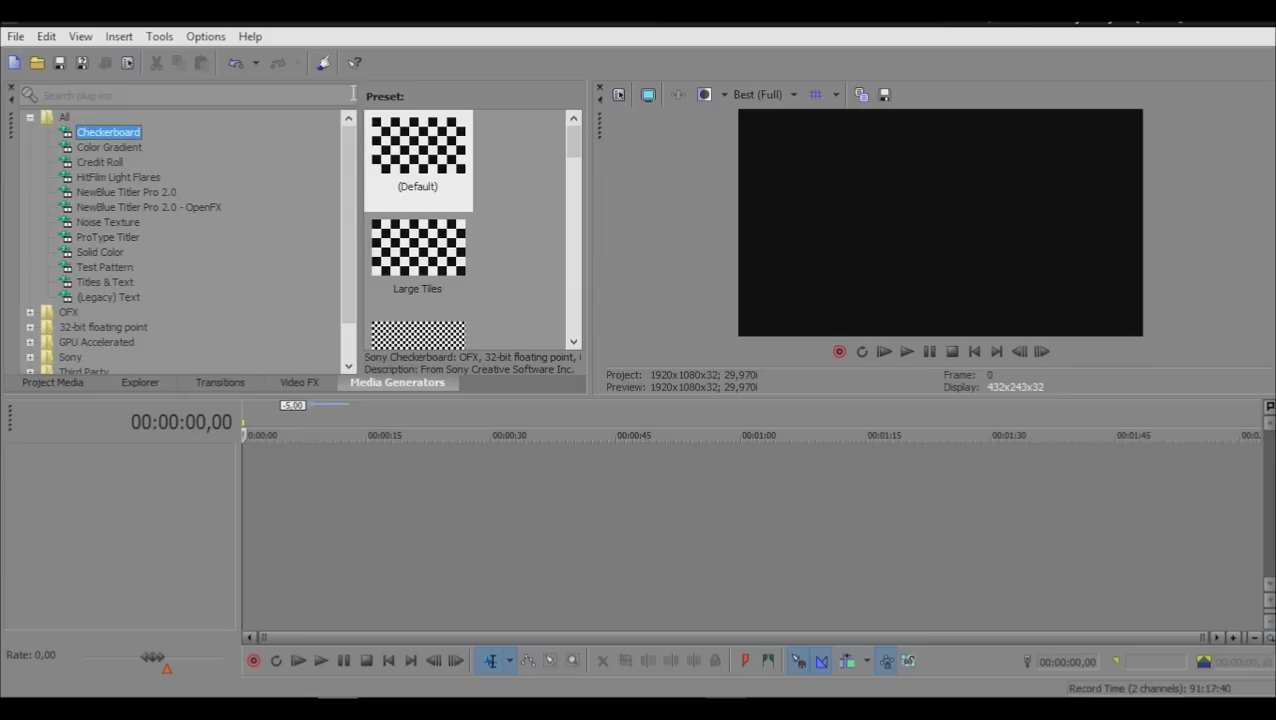 File Edit View Insert Tools Options Help
Search plug-ins
Preset:
Best (Full)
All
Checkerboard
Color Gradient
Credit Roll
HitFilm Light Flares
NewBlue Titler Pro 2.0
NewBlue Titler Pro 2.0 - OpenFX
Noise Texture
ProType Titler
Solid Color
Test Pattern
Titles & Text
(Legacy) Text
OFX
32-bit floating point
GPU Accelerated
Sony
Third Party
(Default)
Large Tiles
Sony Checkerboard: OFX, 32-bit floating point,
Description: From Sony Creative Software Inc.
Project Media Explorer Transitions Video FX Media Generators
Project: 1920x1080x32; 29,970i
Preview: 1920x1080x32; 29,970i
Frame: 0
Display: 432x243x32
00:00:00,00
-5.00
0:00:00 00:00:15 00:00:30 00:00:45 00:01:00 00:01:15 00:01:30 00:01:45 00:0
Rate: 0,00
00:00:00,00
00:00:00,10
Record Time (2 channels): 91:17:40